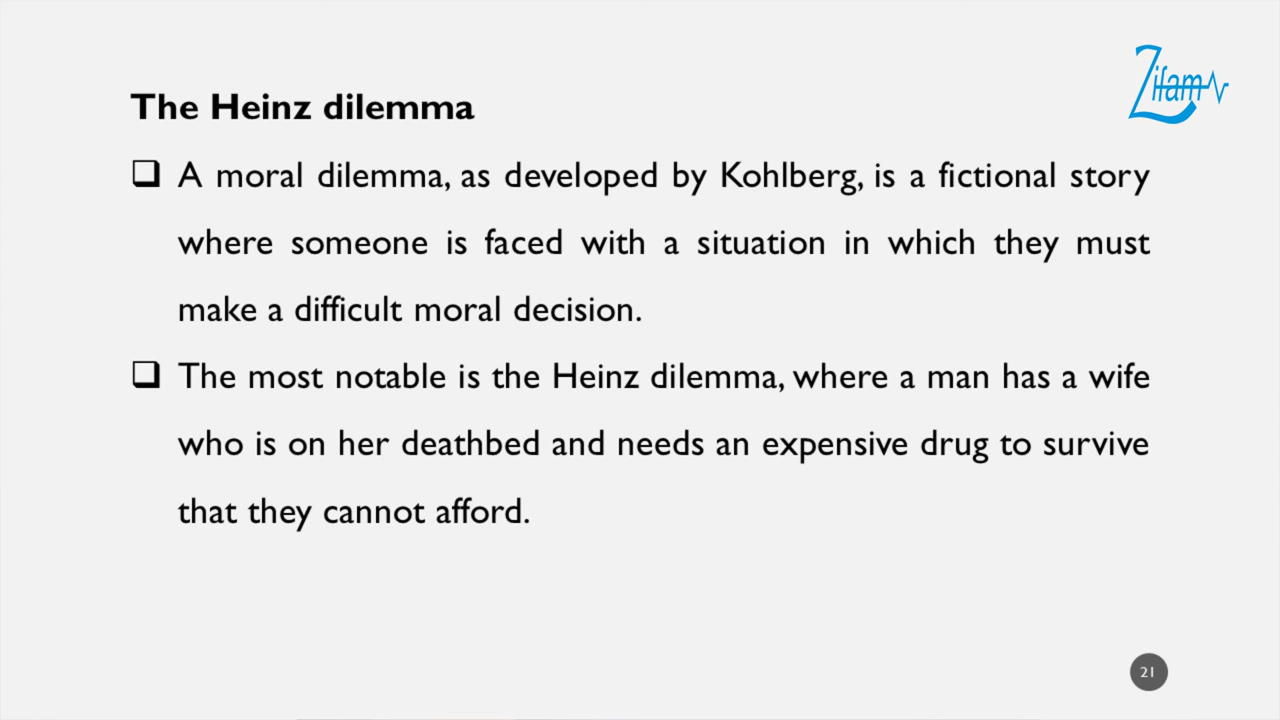 Zifam
The Heinz dilemma
❑ A moral dilemma, as developed by Kohlberg, is a fictional story
where someone is faced with a situation in which they must
make a difficult moral decision.
❑ The most notable is the Heinz dilemma, where a man has a wife
who is on her deathbed and needs an expensive drug to survive
that they cannot afford.
21